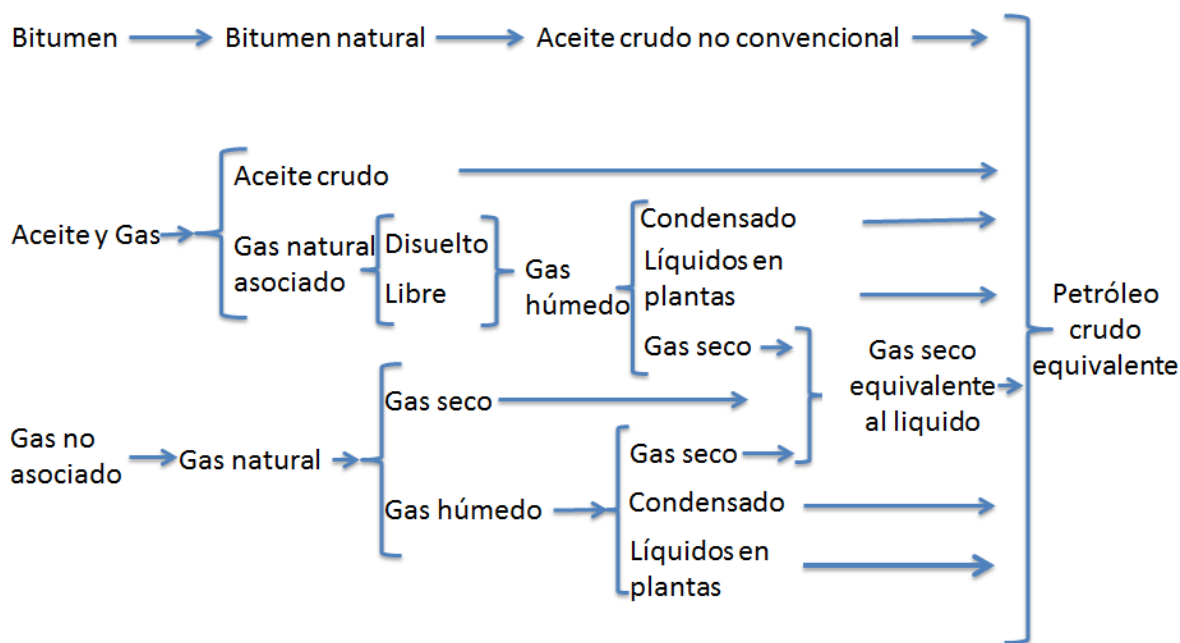 Bitumen
Bitumen natural
Aceite crudo no convencional
Aceite y Gas
Aceite crudo
Gas natural
asociado
Disuelto
Libre
Gas
húmedo
Condensado
Líquidos en
plantas
Gas seco
Gas no
asociado
Gas natural
Gas seco
Gas húmedo
Gas seco
Condensado
Líquidos en
plantas
Gas seco
equivalente
al liquido
Petróleo
crudo
equivalente